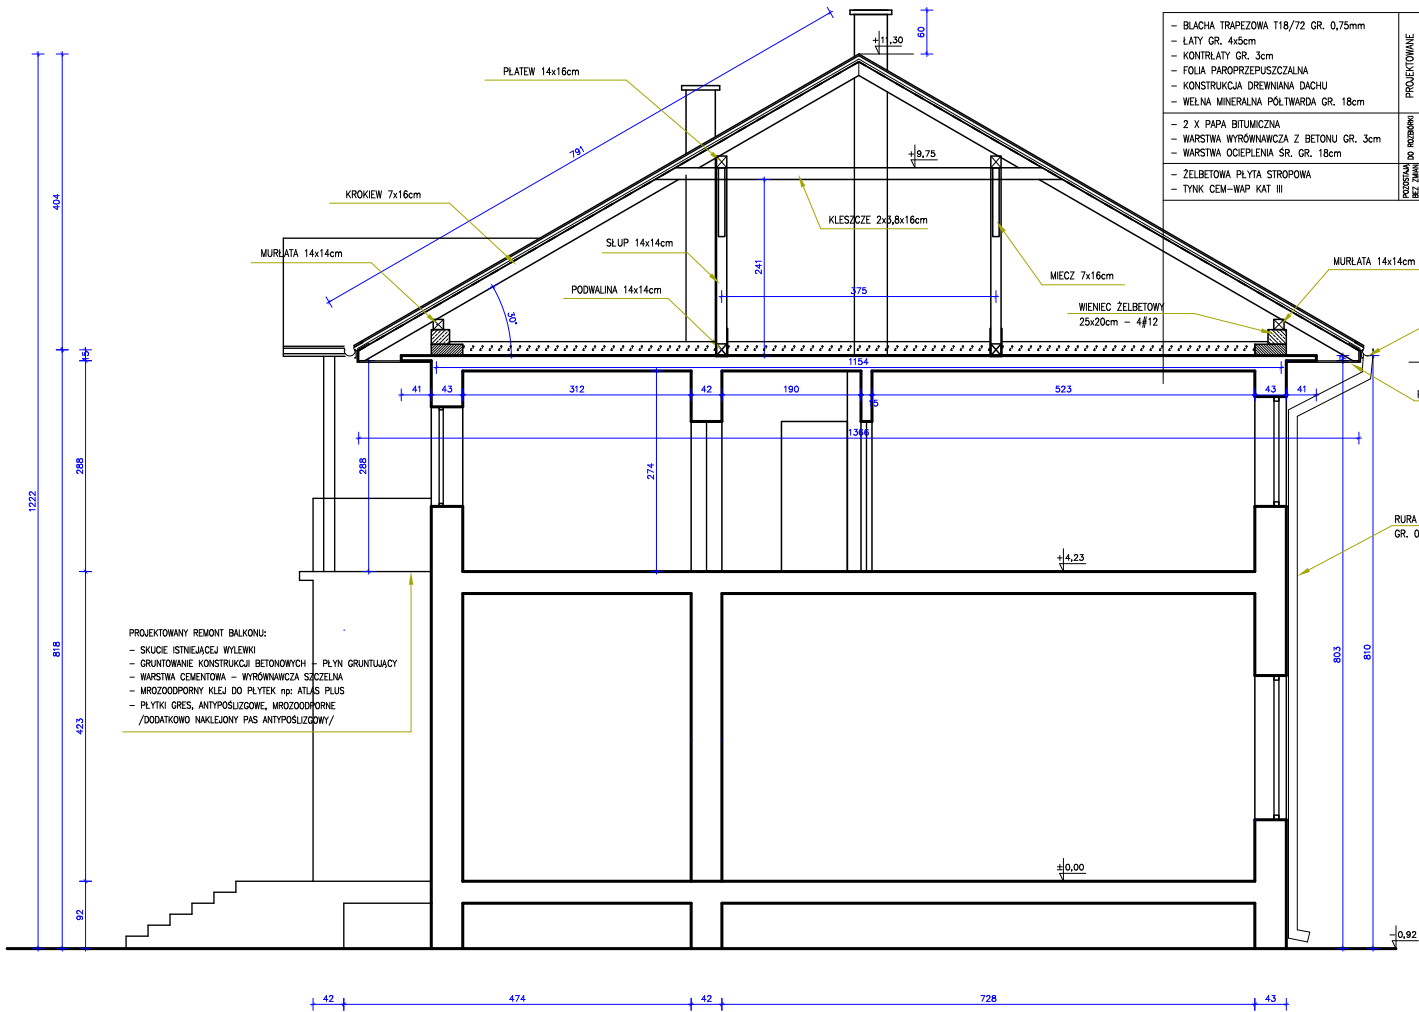 60
+11,30
- BLACHA TRAPEZOWA T18/72 GR. 0,75mm
- ŁATY GR. 4x5cm
- KONTRŁATY GR. 3cm
- FOLIA PAROPRZEPUSZCZALNA
- KONSTRUKCJA DREWNIANA DACHU
- WEŁNA MINERALNA PÓŁTWARDA GR. 18cm
PROJEKTOWANE
- 2 X PAPA BITUMICZNA
- WARSTWA WYRÓWNAWCZA Z BETONU GR. 3cm
- WARSTWA OCIEPLENIA ŚR. GR. 18cm
DO ROZBIÓRKI
- ŻELBETOWA PŁYTA STROPOWA
- TYNK CEM-WAP KAT III
POZOSTAJĄ
BEZ ZMIAN
PŁATEW 14x16cm
791
+9,75
404
KROKIEW 7x16cm
KLESZCZE 2x3,8x16cm
SŁUP 14x14cm
MURŁATA 14x14cm
241
MURŁATA 14x14cm
MIECZ 7x16cm
PODWALINA 14x14cm
375
WIENIEC ŻELBETOWY
25x20cm - 4#12
30°
15
1154
41
43
312
42
190
15
523
43
41
1366
288
288
274
1222
RURA
GR. 0
+4,23
PROJEKTOWANY REMONT BALKONU:
- SKUCIE ISTNIEJĄCEJ WYLEWKI
- GRUNTOWANIE KONSTRUKCJI BETONOWYCH - PŁYN GRUNTUJĄCY
- WARSTWA CEMENTOWA - WYRÓWNAWCZA SZCZELNA
- MROZOODPORNY KLEJ DO PŁYTEK np: ATLAS PLUS
- PŁYTKI GRES, ANTYPOŚLIZGOWE, MROZOODPORNE
/DODATKOWO NAKLEJONY PAS ANTYPOŚLIZGOWY/
818
803
810
423
±0,00
92
-0,92
42
474
42
728
43